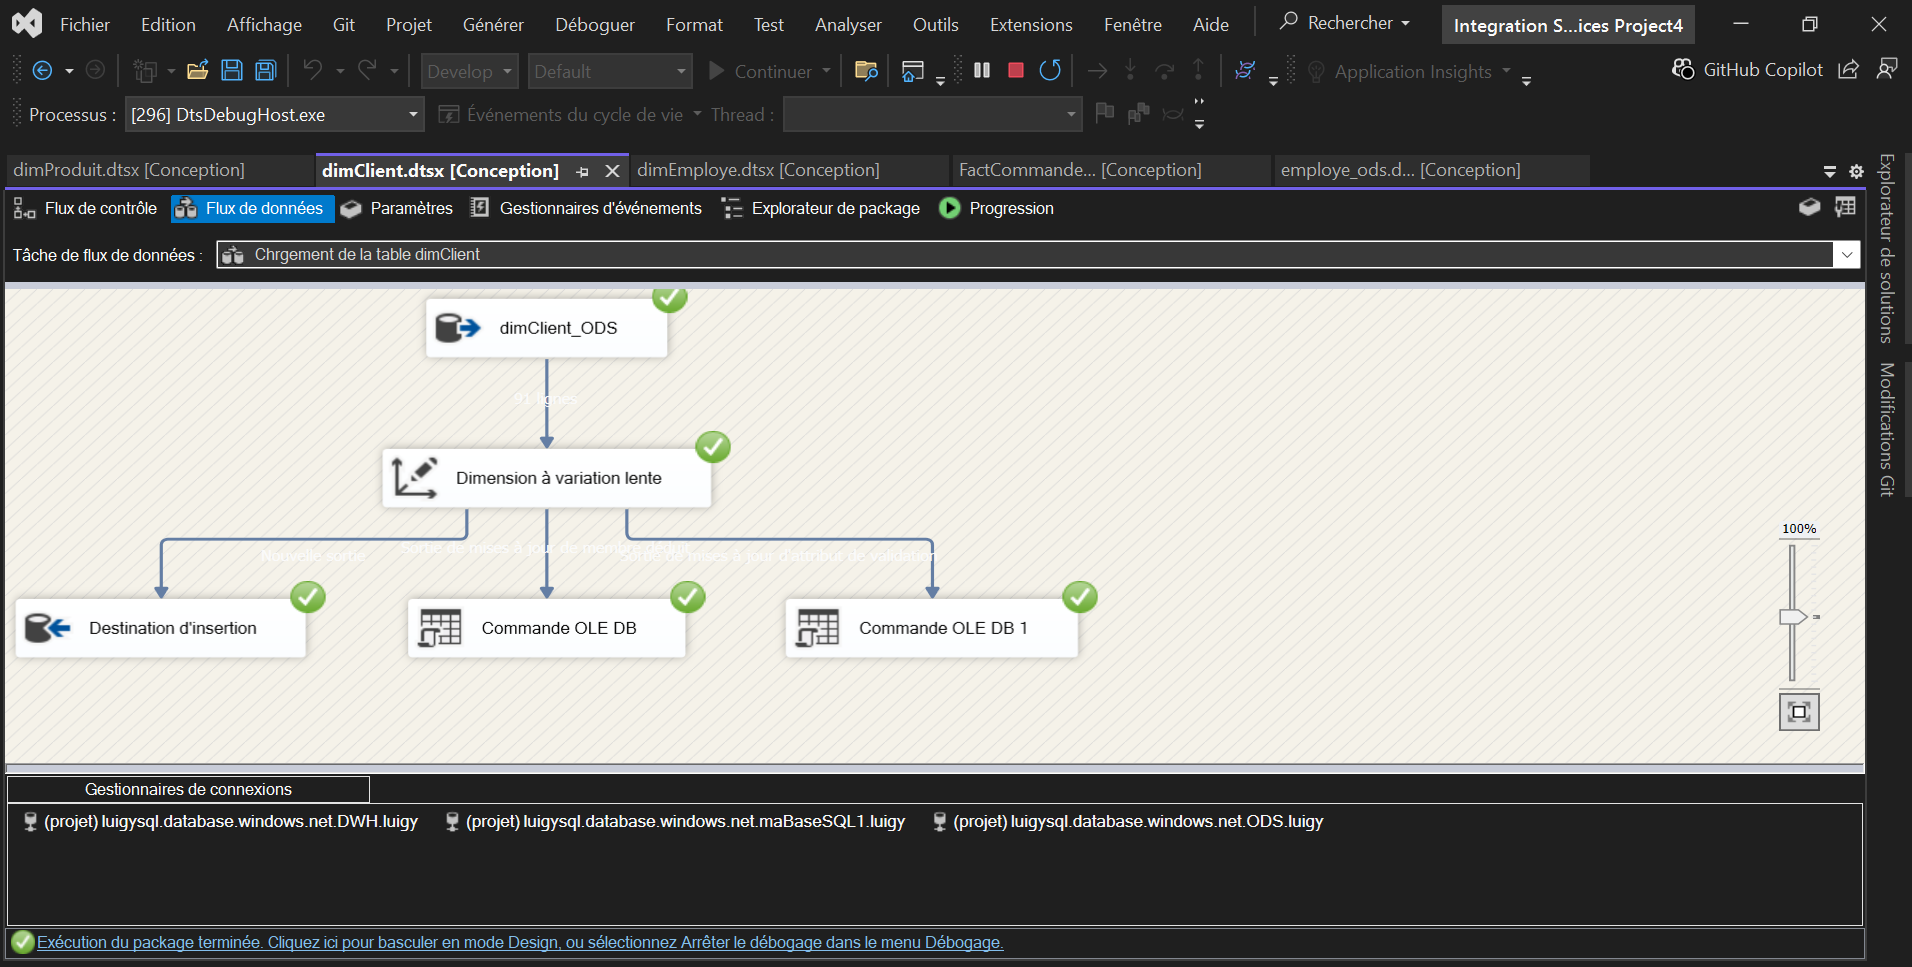 Fichier Edition Affichage Git Projet Générer Déboguer Format Test Analyser Outils Extensions Fenêtre Aide Rechercher Integration S...ices Project4
Develop Default Continuer Application Insights GitHub Copilot
Processus : [296] DtsDebugHost.exe Événements du cycle de vie Thread :
dimProduit.dtsx [Conception] dimClient.dtsx [Conception] dimEmploye.dtsx [Conception] FactCommande... [Conception] employe_ods.d... [Conception]
Flux de contrôle Flux de données Paramètres Gestionnaires d'événements Explorateur de package Progression
Tâche de flux de données : Chrgement de la table dimClient
Explorateur de solutions
Modifications Git
dimClient_ODS
91 lignes
Dimension à variation lente
Nouvelle sortie Sortie de mises à jour de membre déduit
Sortie de mises à jour d'attribut de validation
100%
Destination d'insertion Commande OLE DB Commande OLE DB 1
Gestionnaires de connexions
(projet) luigysql.database.windows.net.DWH.luigy (projet) luigysql.database.windows.net.maBaseSQL1.luigy (projet) luigysql.database.windows.net.ODS.luigy
Exécution du package terminée. Cliquez ici pour basculer en mode Design, ou sélectionnez Arrêter le débogage dans le menu Débogage.